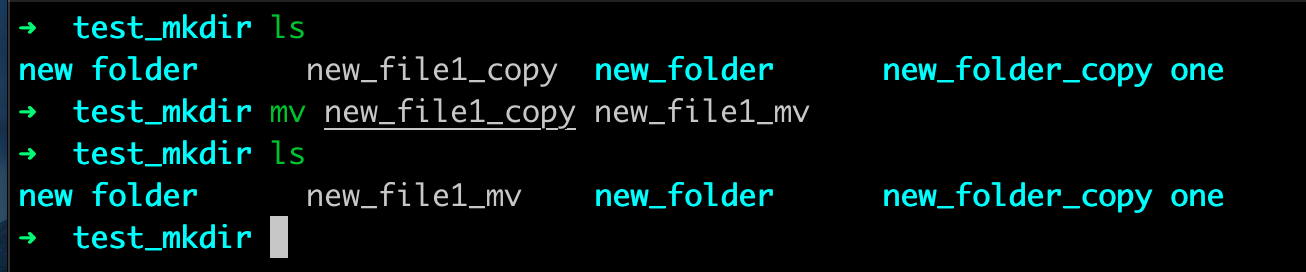 ➜  test_mkdir ls
new folder      new_file1_copy  new_folder      new_folder_copy one
➜  test_mkdir mv new_file1_copy new_file1_mv
➜  test_mkdir ls
new folder      new_file1_mv    new_folder      new_folder_copy one
➜  test_mkdir